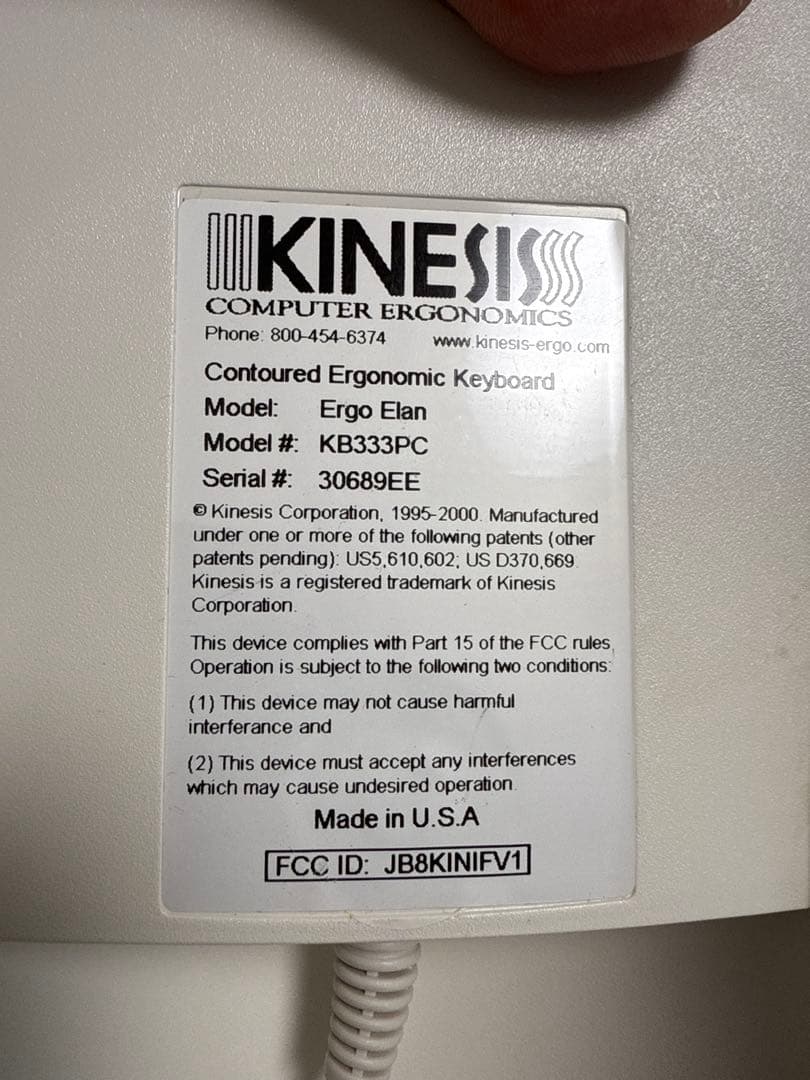 KINESIS
COMPUTER ERGONOMICS
Phone: 800-454-6374 www.kinesis-ergo.com
Contoured Ergonomic Keyboard
Model: Ergo Elan
Model #: KB333PC
Serial #: 30689EE
© Kinesis Corporation, 1995-2000. Manufactured
under one or more of the following patents (other
patents pending): US5,610,602; US D370,669.
Kinesis is a registered trademark of Kinesis
Corporation.
This device complies with Part 15 of the FCC rules,
Operation is subject to the following two conditions:
(1) This device may not cause harmful
interferance and
(2) This device must accept any interferences
which may cause undesired operation.
Made in U.S.A
FCC ID: JB8KINIFV1